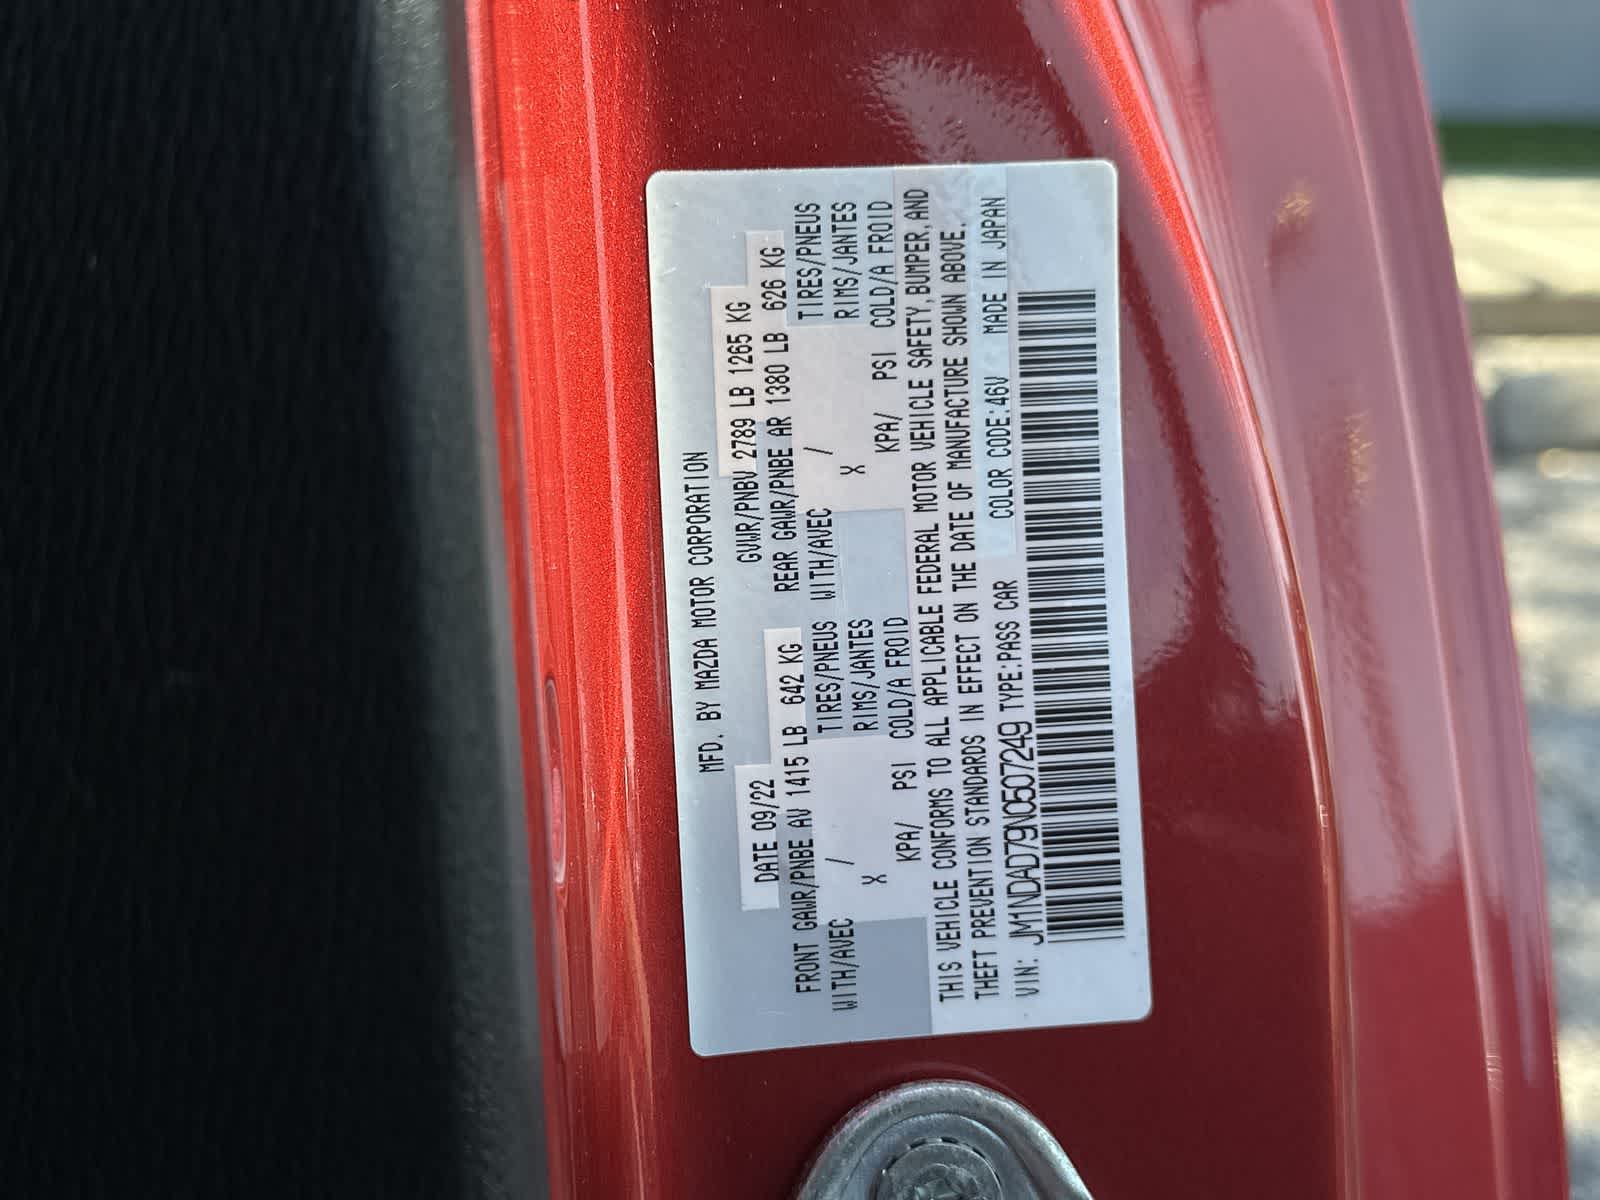 MFD. BY MAZDA MOTOR CORPORATION
DATE 09/22 GVWR/PNBV 2789 LB 1265 KG
FRONT GAWR/PNBE AV 1415 LB 642 KG REAR GAWR/PNBE AR 1380 LB 626 KG
WITH/AVEC / TIRES/PNEUS WITH/AVEC / TIRES/PNEUS
X RIMS/JANTES X RIMS/JANTES
KPA/ PSI COLD/A FROID KPA/ PSI COLD/A FROID
THIS VEHICLE CONFORMS TO ALL APPLICABLE FEDERAL MOTOR VEHICLE SAFETY, BUMPER, AND
THEFT PREVENTION STANDARDS IN EFFECT ON THE DATE OF MANUFACTURE SHOWN ABOVE.
VIN: JM1NDAD79N0507249 TYPE:PASS CAR COLOR CODE:46V MADE IN JAPAN